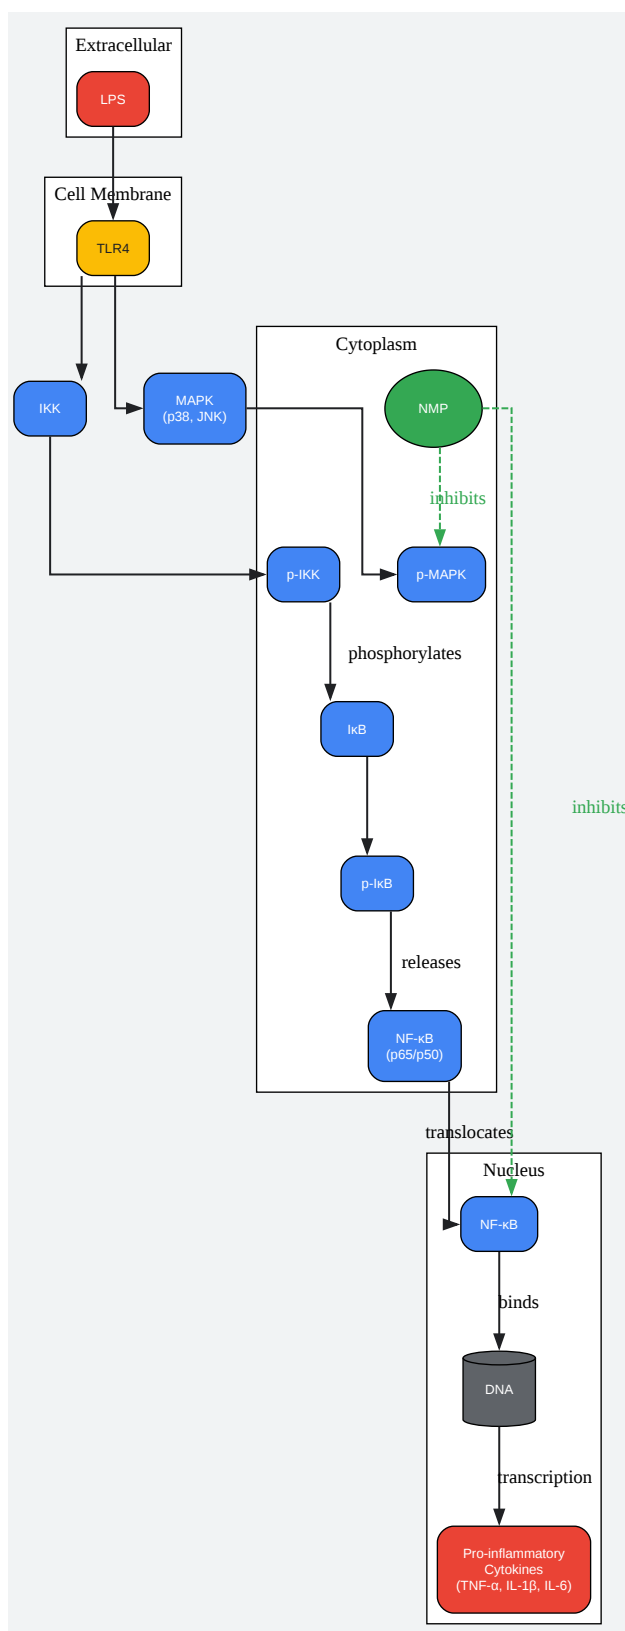 Extracellular
LPS
Cell Membrane
TLR4
Cytoplasm
IKK
MAPK
(p38, JNK)
NMP
inhibits
p-IKK
p-MAPK
phosphorylates
IκB
inhibits
p-IκB
releases
NF-κB
(p65/p50)
translocates
Nucleus
NF-κB
binds
DNA
transcription
Pro-inflammatory
Cytokines
(TNF-α, IL-1β, IL-6)